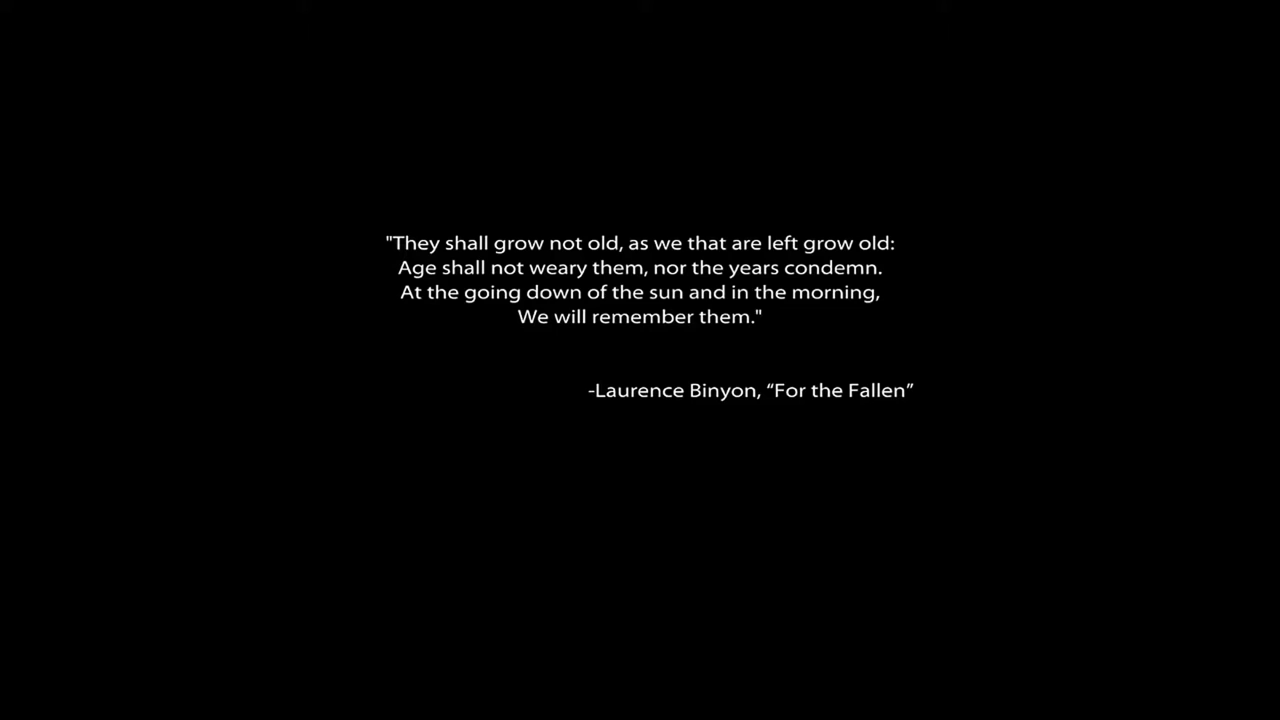 "They shall grow not old, as we that are left grow old:
Age shall not weary them, nor the years condemn.
At the going down of the sun and in the morning,
We will remember them."
-Laurence Binyon, “For the Fallen”